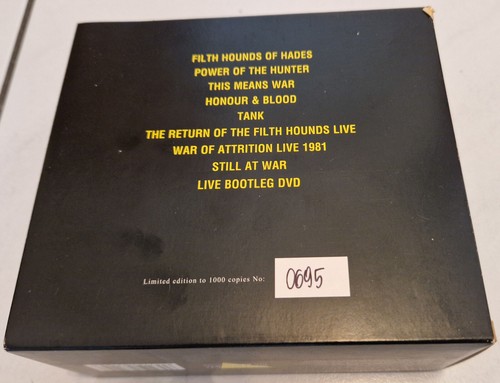 FILTH HOUNDS OF HADES
POWER OF THE HUNTER
THIS MEANS WAR
HONOUR & BLOOD
TANK
THE RETURN OF THE FILTH HOUNDS LIVE
WAR OF ATTRITION LIVE 1981
STILL AT WAR
LIVE BOOTLEG DVD
Limited edition to 1000 copies No: 0695